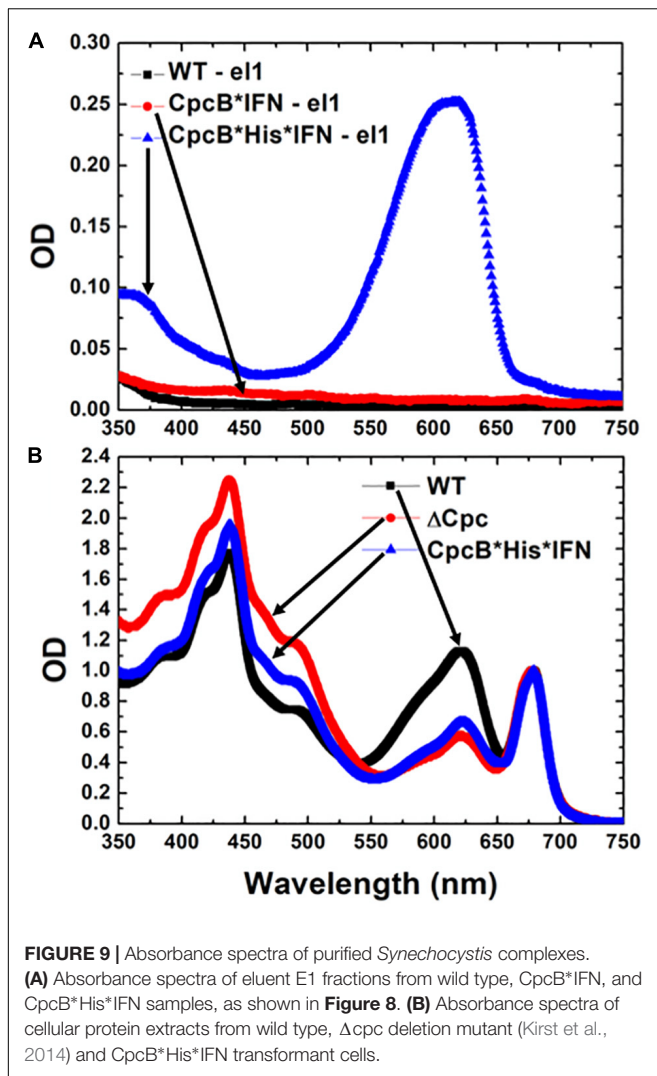 A
0.30
0.25
0.20
0.15
0.10
0.05
0.00
OD
WT - el1
CpcB*IFN - el1
CpcB*His*IFN - el1
350 400 450 500 550 600 650 700 750
B
2.4
2.2
2.0
1.8
1.6
1.4
1.2
1.0
0.8
0.6
0.4
0.2
0.0
OD
WT
ΔCpc
CpcB*His*IFN
350 400 450 500 550 600 650 700 750
Wavelength (nm)
FIGURE 9 | Absorbance spectra of purified Synechocystis complexes.
(A) Absorbance spectra of eluent E1 fractions from wild type, CpcB*IFN, and
CpcB*His*IFN samples, as shown in Figure 8. (B) Absorbance spectra of
cellular protein extracts from wild type, Δcpc deletion mutant (Kirst et al.,
2014) and CpcB*His*IFN transformant cells.